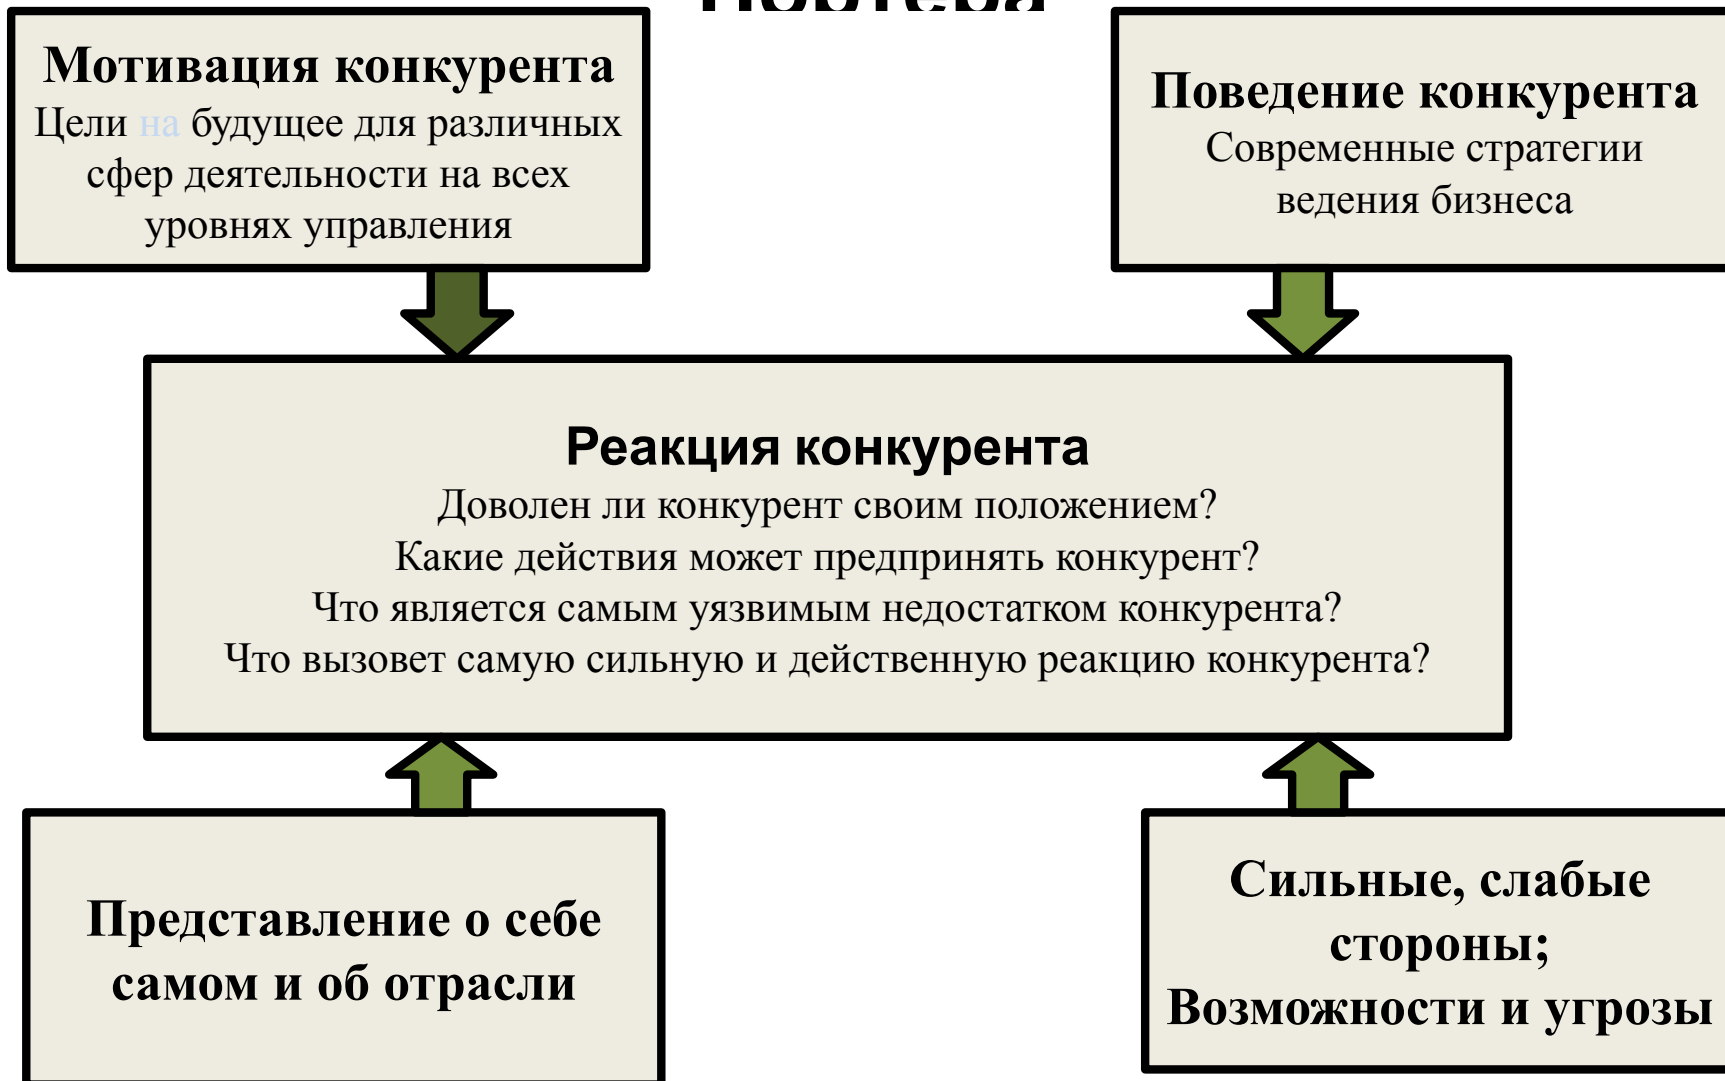 Портера
Мотивация конкурента
Цели на будущее для различных
сфер деятельности на всех
уровнях управления
Поведение конкурента
Современные стратегии
ведения бизнеса
Реакция конкурента
Доволен ли конкурент своим положением?
Какие действия может предпринять конкурент?
Что является самым уязвимым недостатком конкурента?
Что вызовет самую сильную и действенную реакцию конкурента?
Представление о себе
самом и об отрасли
Сильные, слабые
стороны;
Возможности и угрозы